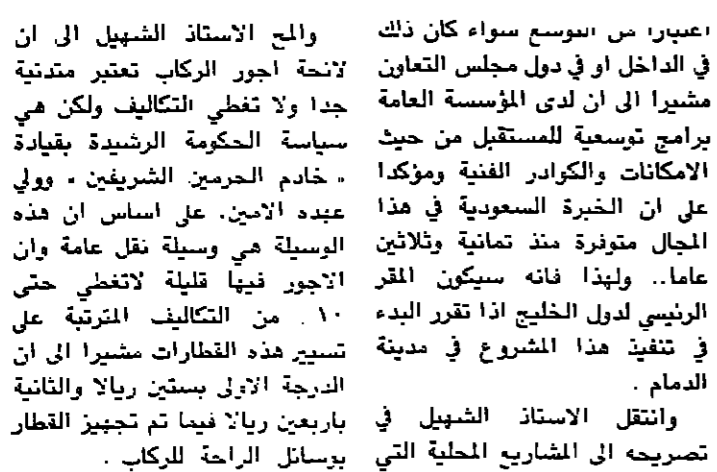 اعتبارا من التوسع سواء كان ذلك
في الداخل او في دول مجلس التعاون
مشيرا الى ان لدى المؤسسة العامة
برامج توسعية للمستقبل من حيث
الامكانات والكوادر الفنية ومؤكدا
على ان الخبرة السعودية في هذا
المجال متوفرة منذ ثمانية وثلاثين
عاما.. ولهذا فانه سيكون المقر
الرئيسي لدول الخليج اذا تقرر البدء
في تنفيذ هذا المشروع في مدينة
الدمام .
وانتقل الاستاذ الشهيل في
تصريحه الى المشاريع المحلية التي
والمح الاستاذ الشهيل الى ان
لائحة اجور الركاب تعتبر متدنية
جدا ولا تغطي التكاليف ولكن هي
سياسة الحكومة الرشيدة بقيادة
« خادم الحرمين الشريفين » وولي
عهده الامين. على اساس ان هذه
الوسيلة هي وسيلة نقل عامة وان
الاجور فيها قليلة لاتغطي حتى
١٠ . من التكاليف المترتبة على
تسيير هذه القطارات مشيرا الى ان
الدرجة الاولى بستين ريالا والثانية
باربعين ريالا فيما تم تجهيز القطار
بوسائل الراحة للركاب .